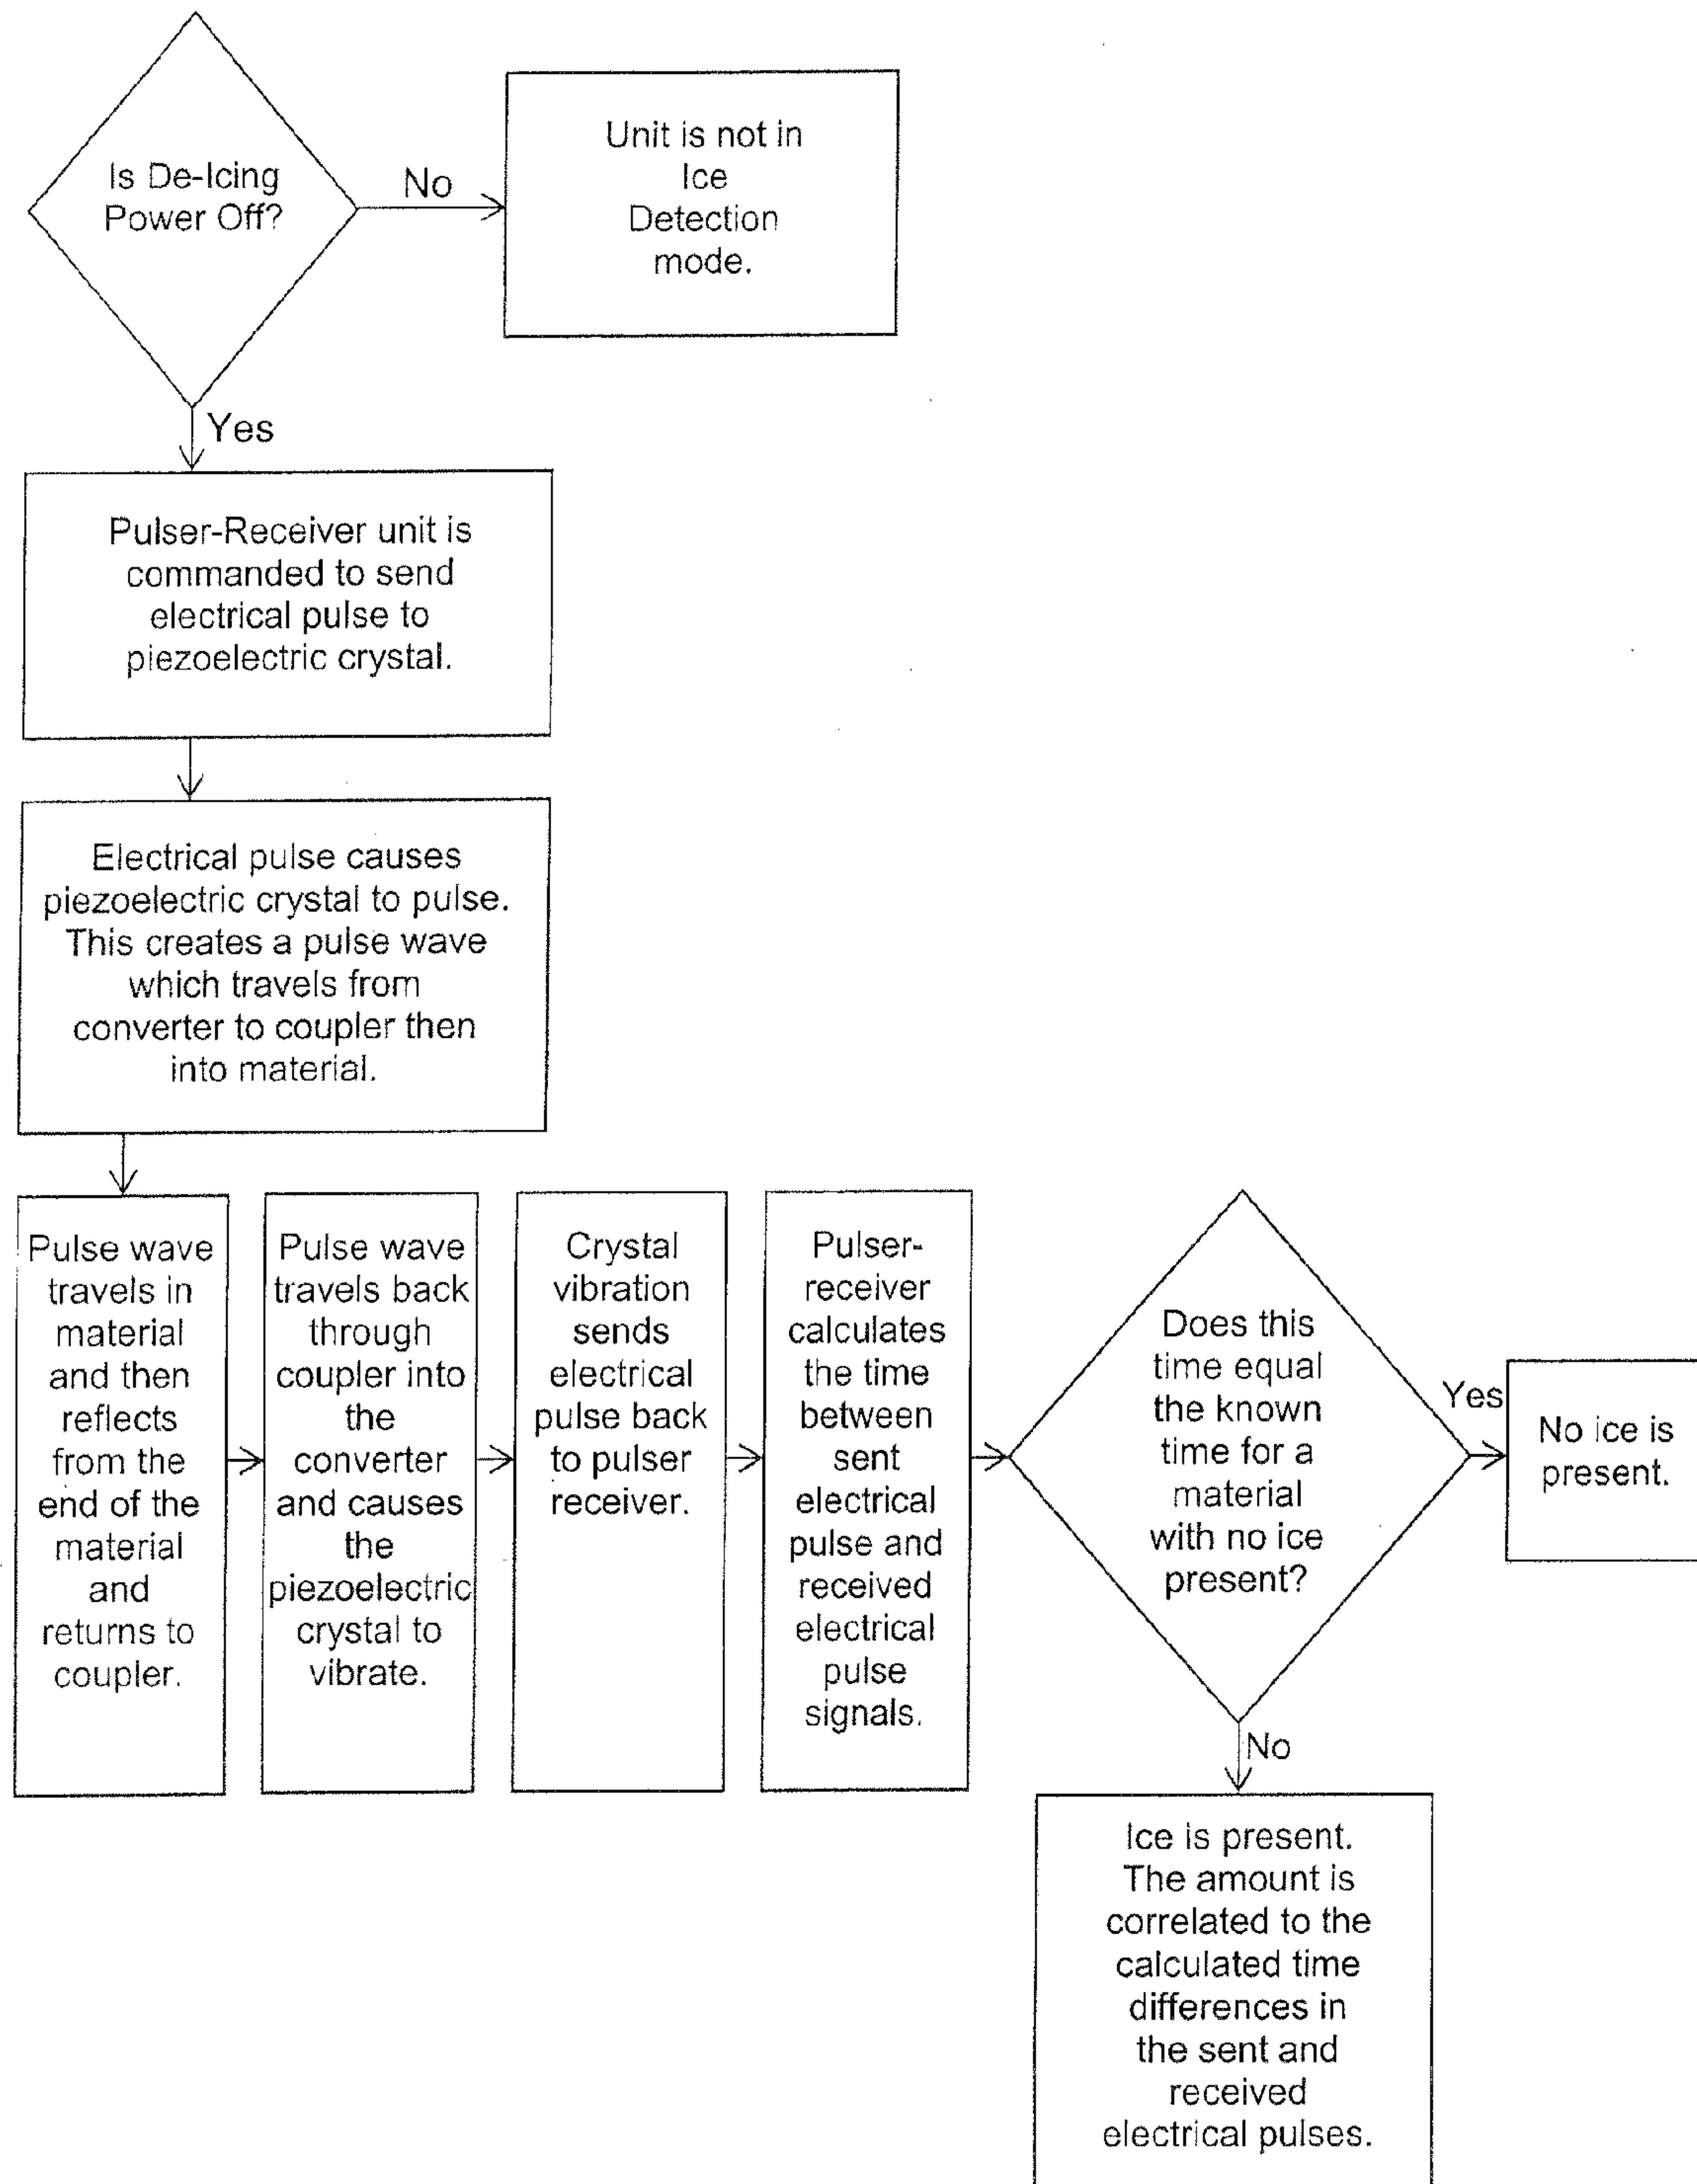 Is De-Icing
Power Off?
No
Unit is not in
Ice
Detection
mode.
Yes
Pulser-Receiver unit is
commanded to send
electrical pulse to
piezoelectric crystal.
Electrical pulse causes
piezoelectric crystal to pulse.
This creates a pulse wave
which travels from
converter to coupler then
into material.
Pulse wave
travels in
material
and then
reflects
from the
end of the
material
and
returns to
coupler.
Pulse wave
travels back
through
coupler into
the
converter
and causes
the
piezoelectric
crystal to
vibrate.
Crystal
vibration
sends
electrical
pulse back
to pulser
receiver.
Pulser-
receiver
calculates
the time
between
sent
electrical
pulse and
received
electrical
pulse
signals.
Does this
time equal
the known
time for a
material
with no ice
present?
Yes
No ice is
present.
No
Ice is present.
The amount is
correlated to the
calculated time
differences in
the sent and
received
electrical pulses.